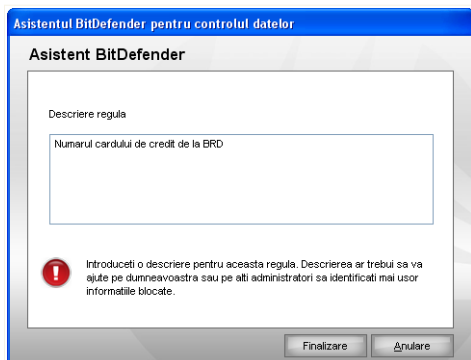 Asistentul BitDefender pentru controlul datelor
Asistent BitDefender
Descriere regula
Numarul cardului de credit de la BRD
Introduceti o descriere pentru aceasta regula. Descrierea ar trebui sa va
ajute pe dumneavoastra sau pe alti administratori sa identificati mai usor
informatiile blocate.
Finalizare
Anulare